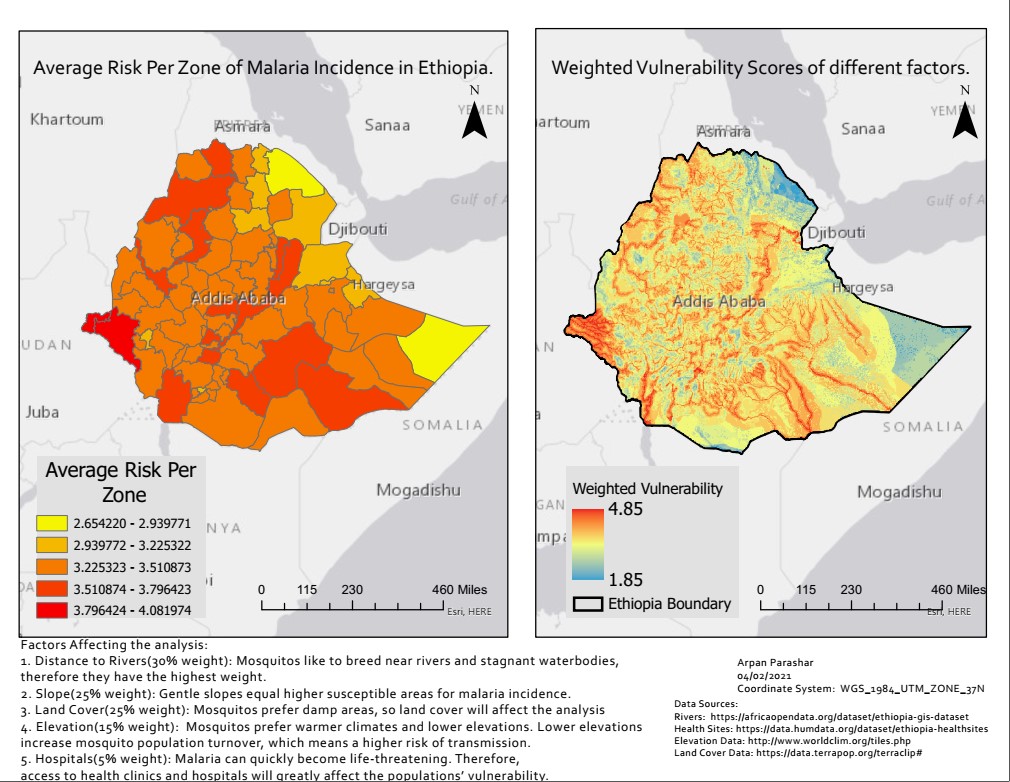 Average Risk Per Zone of Malaria Incidence in Ethiopia.
N
YEMEN
Khartoum
ERITREA
Asmara
Sanaa
Gulf of A
Djibouti
Hargeysa
Addis Ababa
UDAN
Juba
SOMALIA
Mogadishu
NYA
Average Risk Per
Zone
2.654220 - 2.939771
2.939772 - 3.225322
3.225323 - 3.510873
3.510874 - 3.796423
3.796424 - 4.081974
0 115 230 460 Miles
Esri, HERE
Weighted Vulnerability Scores of different factors.
N
YEMEN
artoum
ERITREA
Asmara
Sanaa
Gulf of A
Djibouti
Hargeysa
Addis Ababa
AN
SOMALIA
Mogadishu
GAN
mpa
Weighted Vulnerability
4.85
1.85
Ethiopia Boundary
0 115 230 460 Miles
Esri, HERE
Factors Affecting the analysis:
1. Distance to Rivers(30% weight): Mosquitos like to breed near rivers and stagnant waterbodies,
therefore they have the highest weight.
2. Slope(25% weight): Gentle slopes equal higher susceptible areas for malaria incidence.
3. Land Cover(25% weight): Mosquitos prefer damp areas, so land cover will affect the analysis
4. Elevation(15% weight): Mosquitos prefer warmer climates and lower elevations. Lower elevations
increase mosquito population turnover, which means a higher risk of transmission.
5. Hospitals(5% weight): Malaria can quickly become life-threatening. Therefore,
access to health clinics and hospitals will greatly affect the populations' vulnerability.
Arpan Parashar
04/02/2021
Coordinate System: WGS_1984_UTM_ZONE_37N
Data Sources:
Rivers: https://africaopendata.org/dataset/ethiopia-gis-dataset
Health Sites: https://data.humdata.org/dataset/ethiopia-healthsites
Elevation Data: http://www.worldclim.org/tiles.php
Land Cover Data: https://data.terrapop.org/terraclip#